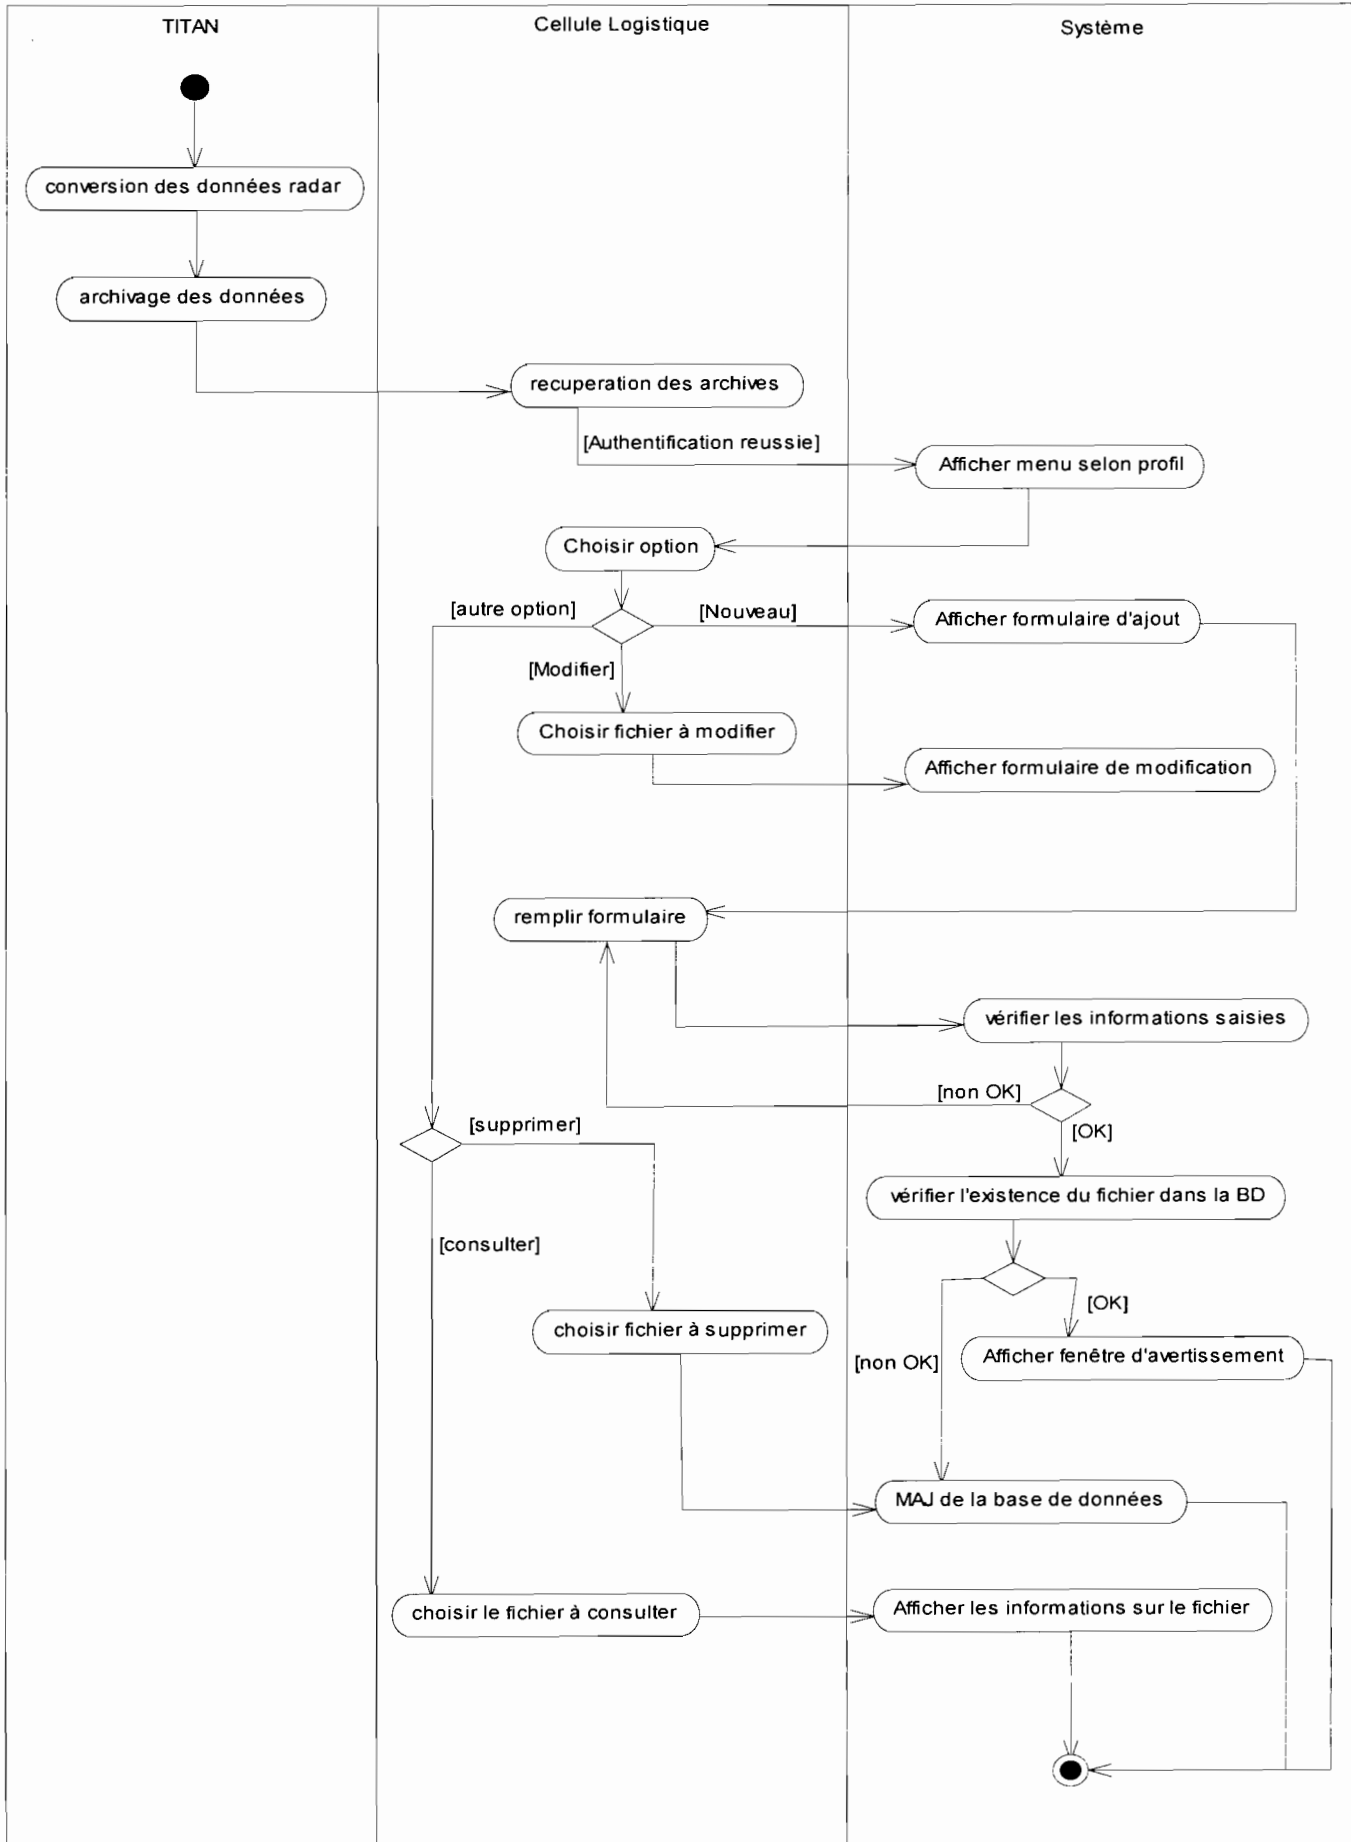 TITAN
Cellule Logistique
Système
conversion des données radar
archivage des données
recuperation des archives
[Authentification reussie]
Afficher menu selon profil
Choisir option
[autre option]
[Nouveau]
Afficher formulaire d'ajout
[Modifier]
Choisir fichier à modifier
Afficher formulaire de modification
remplir formulaire
vérifier les informations saisies
[non OK]
[OK]
[supprimer]
vérifier l'existence du fichier dans la BD
[consulter]
[OK]
choisir fichier à supprimer
[non OK]
Afficher fenêtre d'avertissement
MAJ de la base de données
choisir le fichier à consulter
Afficher les informations sur le fichier